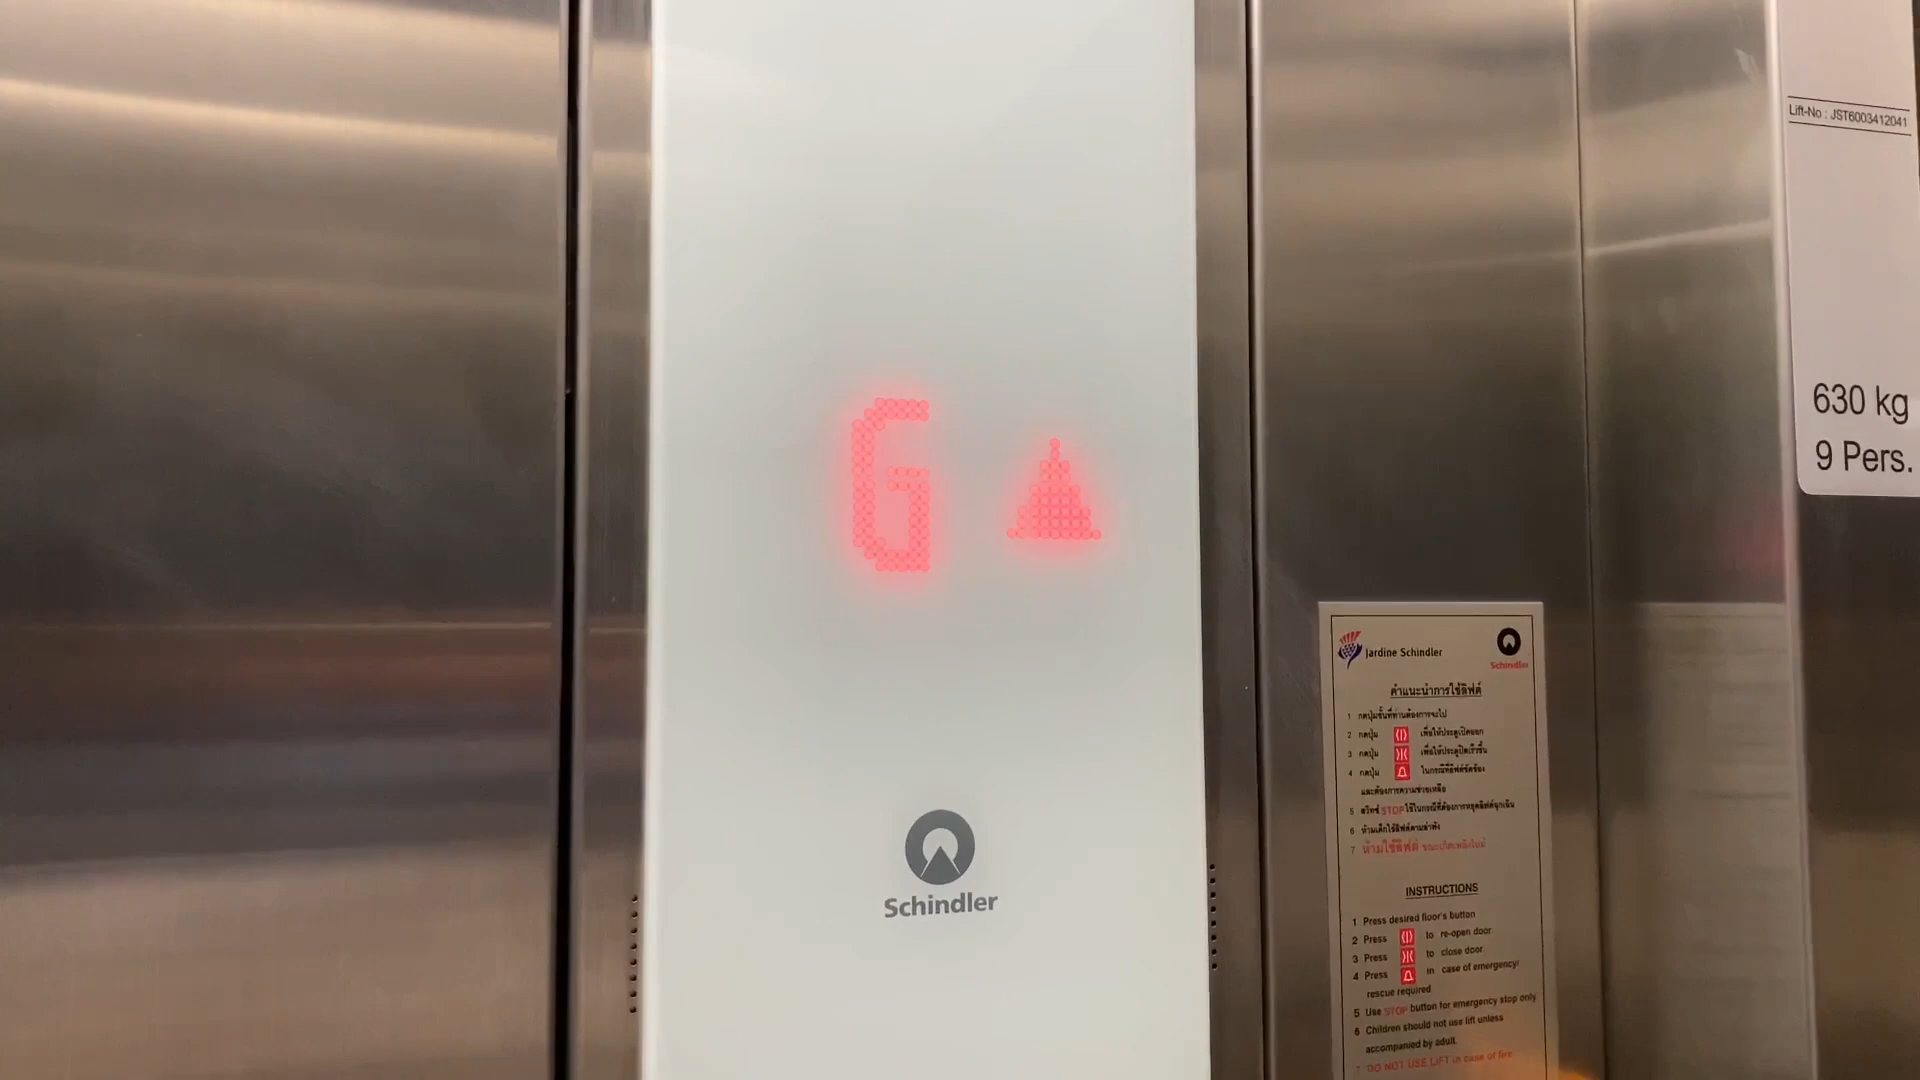 G
Schindler
Lift-No : JST6003412041
630 kg
9 Pers.
Jardine Schindler
Schindler
คำแนะนำการใช้ลิฟต์
1 กดปุ่มชั้นที่ท่านต้องการจะไป
2 กดปุ่ม เพื่อให้ประตูเปิดออก
3 กดปุ่ม เพื่อให้ประตูปิดเร็วขึ้น
4 กดปุ่ม ในกรณีที่ลิฟต์ขัดข้อง
และต้องการความช่วยเหลือ
5 สวิทช์ STOP ใช้ในกรณีที่ต้องการหยุดลิฟต์ฉุกเฉิน
6 ห้ามเด็กใช้ลิฟต์ตามลำพัง
7 ห้ามใช้ลิฟต์ ขณะเกิดเพลิงไหม้
INSTRUCTIONS
1 Press desired floor's button
2 Press to re-open door
3 Press to close door
4 Press in case of emergency/
rescue required
5 Use STOP button for emergency stop only
6 Children should not use lift unless
accompanied by adult.
DO NOT USE LIFT in case of fire